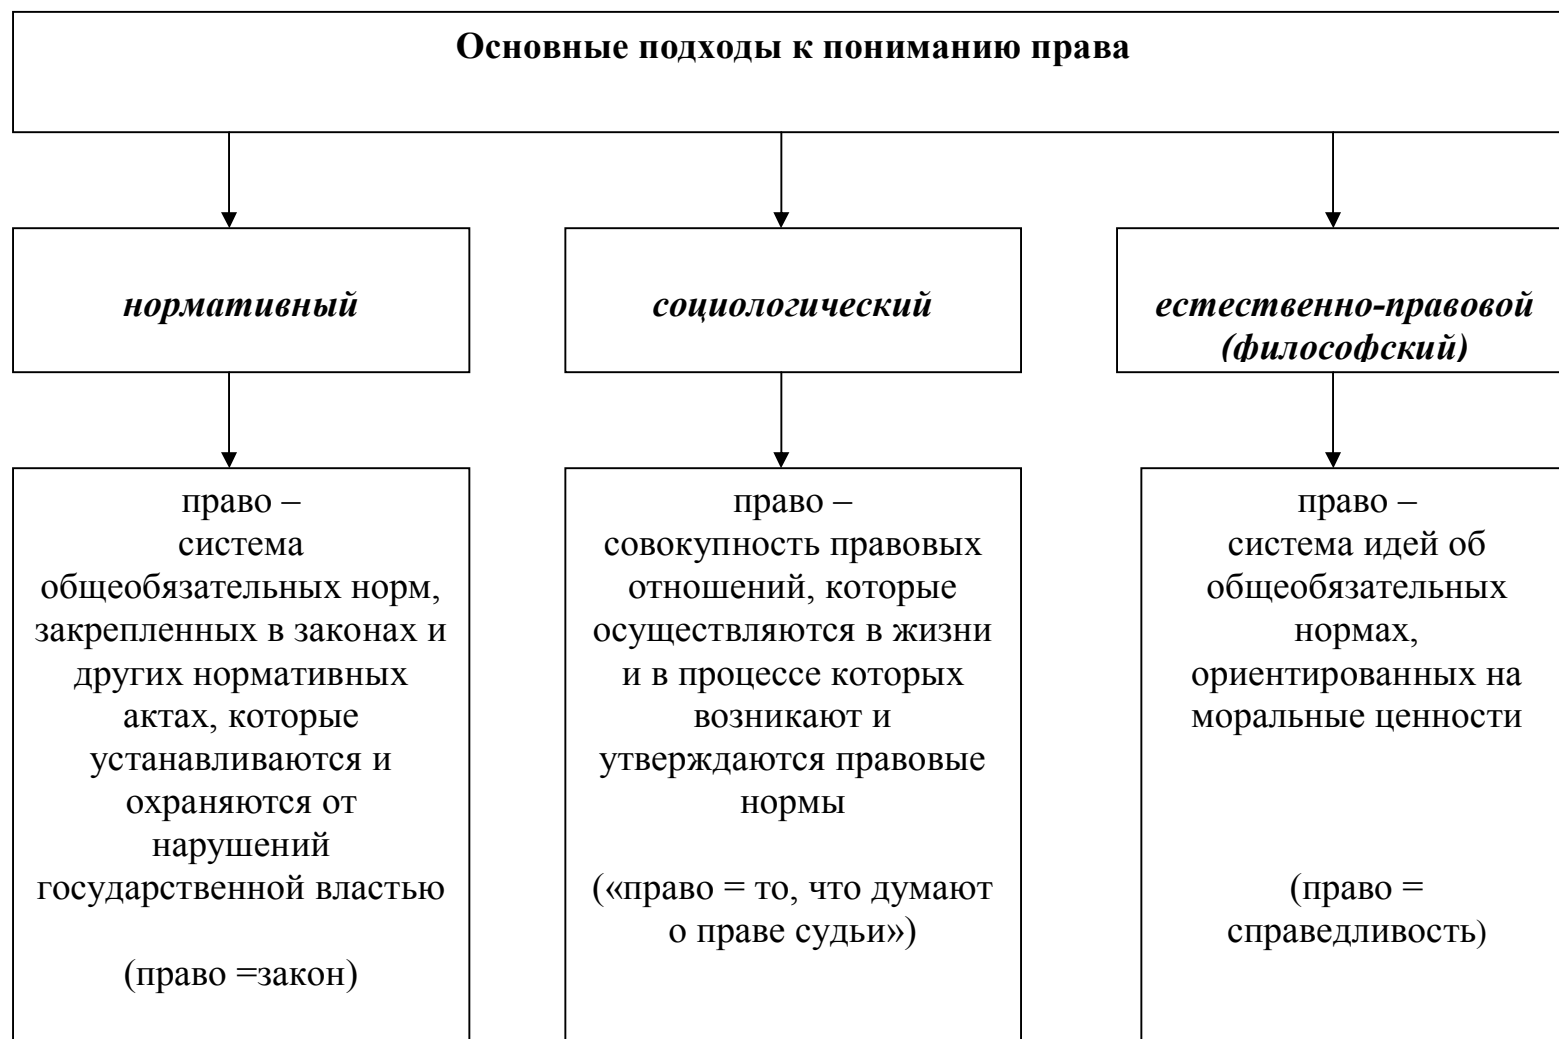 Основные подходы к пониманию права
нормативный
социологический
естественно-правовой
(философский)
право –
система
общеобязательных норм,
закрепленных в законах и
других нормативных
актах, которые
устанавливаются и
охраняются от
нарушений
государственной властью
(право =закон)
право –
совокупность правовых
отношений, которые
осуществляются в жизни
и в процессе которых
возникают и
утверждаются правовые
нормы
(«право = то, что думают
о праве судьи»)
право –
система идей об
общеобязательных
нормах,
ориентированных на
моральные ценности
(право =
справедливость)